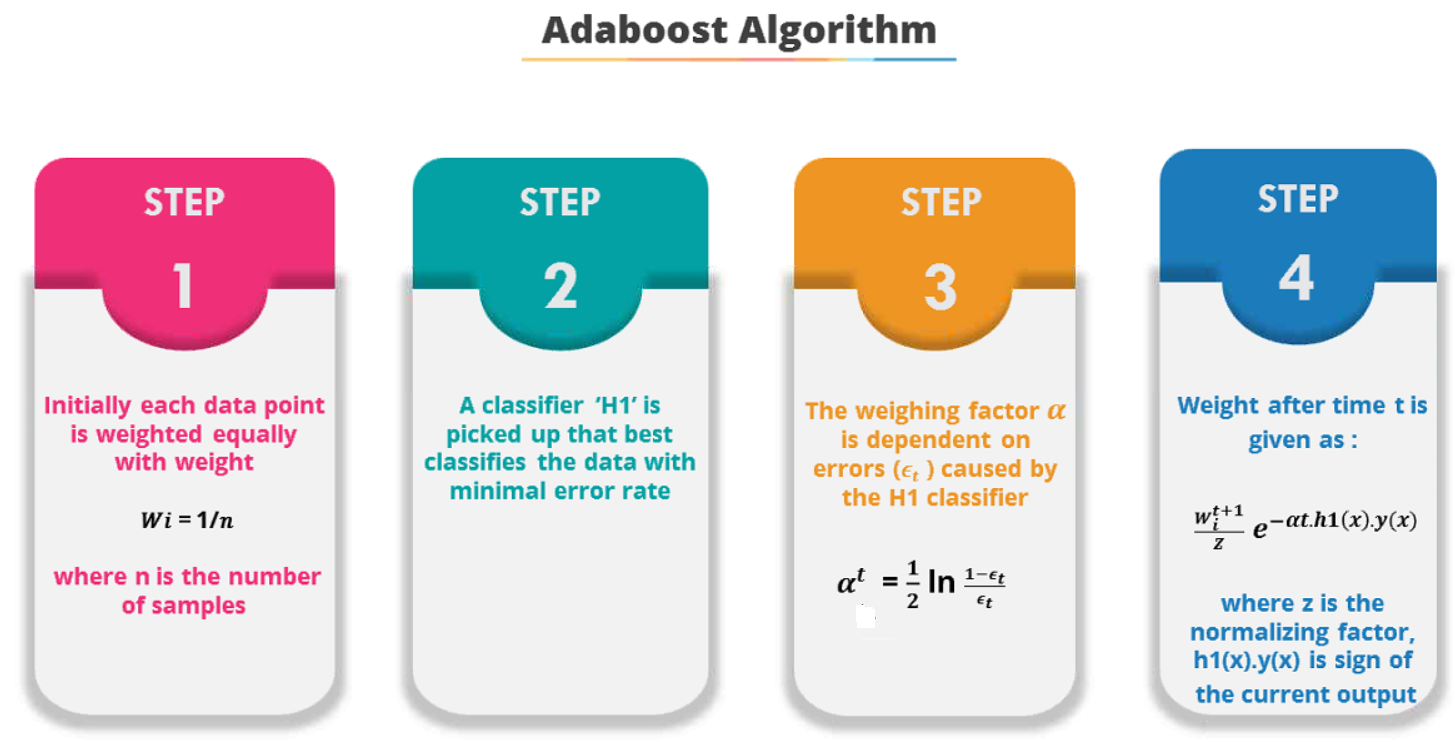 Adaboost Algorithm
STEP
1
Initially each data point
is weighted equally
with weight
Wi = 1/n
where n is the number
of samples
STEP
2
A classifier ‘H1’ is
picked up that best
classifies the data with
minimal error rate
STEP
3
The weighing factor α
is dependent on
errors (ϵₜ ) caused by
the H1 classifier
αᵗ = 1/2 ln (1−ϵₜ)/ϵₜ
STEP
4
Weight after time t is
given as :
wᵢᵗ⁺¹/z e^−αt.h1(x).y(x)
where z is the
normalizing factor,
h1(x).y(x) is sign of
the current output